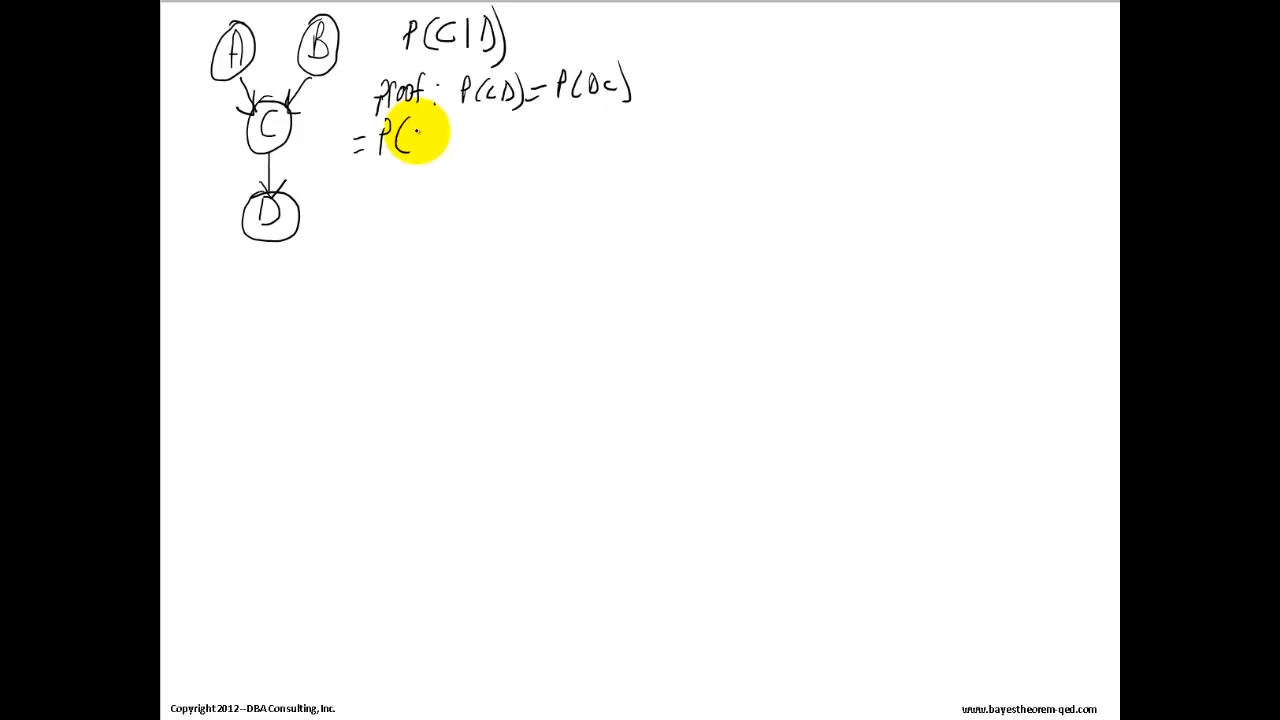 A B P(C|D)
proof: P(CD)=P(DC)
C = P(
D
Copyright 2012--DBA Consulting, Inc. www.bayestheorem-qed.com